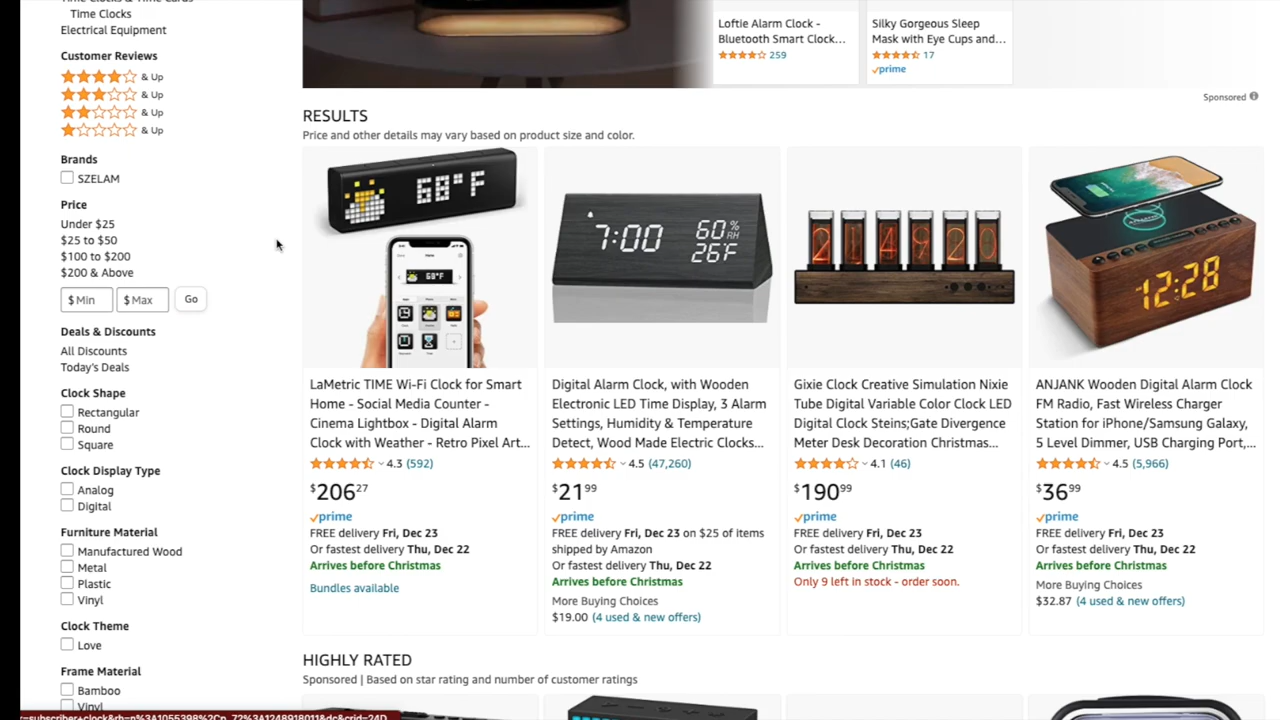 Time Clocks
Electrical Equipment
Customer Reviews
& Up
& Up
& Up
& Up
Brands
SZELAM
Price
Under $25
$25 to $50
$100 to $200
$200 & Above
$ Min $ Max Go
Deals & Discounts
All Discounts
Today's Deals
Clock Shape
Rectangular
Round
Square
Clock Display Type
Analog
Digital
Furniture Material
Manufactured Wood
Metal
Plastic
Vinyl
Clock Theme
Love
Frame Material
Bamboo
Vinyl
Loftie Alarm Clock -
Bluetooth Smart Clock...
259
Silky Gorgeous Sleep
Mask with Eye Cups and...
17
prime
Sponsored
RESULTS
Price and other details may vary based on product size and color.
68°F
68°F
LaMetric TIME Wi-Fi Clock for Smart
Home - Social Media Counter -
Cinema Lightbox - Digital Alarm
Clock with Weather - Retro Pixel Art...
4.3 (592)
$206 27
prime
FREE delivery Fri, Dec 23
Or fastest delivery Thu, Dec 22
Arrives before Christmas
Bundles available
7:00 60% RH
26°F
Digital Alarm Clock, with Wooden
Electronic LED Time Display, 3 Alarm
Settings, Humidity & Temperature
Detect, Wood Made Electric Clocks...
4.5 (47,260)
$21 99
prime
FREE delivery Fri, Dec 23 on $25 of items
shipped by Amazon
Or fastest delivery Thu, Dec 22
Arrives before Christmas
More Buying Choices
$19.00 (4 used & new offers)
214920
Gixie Clock Creative Simulation Nixie
Tube Digital Variable Color Clock LED
Digital Clock Steins;Gate Divergence
Meter Desk Decoration Christmas...
4.1 (46)
$190 99
prime
FREE delivery Fri, Dec 23
Or fastest delivery Thu, Dec 22
Arrives before Christmas
Only 9 left in stock - order soon.
12:28
ANJANK Wooden Digital Alarm Clock
FM Radio, Fast Wireless Charger
Station for iPhone/Samsung Galaxy,
5 Level Dimmer, USB Charging Port,...
4.5 (5,966)
$36 99
prime
FREE delivery Fri, Dec 23
Or fastest delivery Thu, Dec 22
Arrives before Christmas
More Buying Choices
$32.87 (4 used & new offers)
HIGHLY RATED
Sponsored | Based on star rating and number of customer ratings